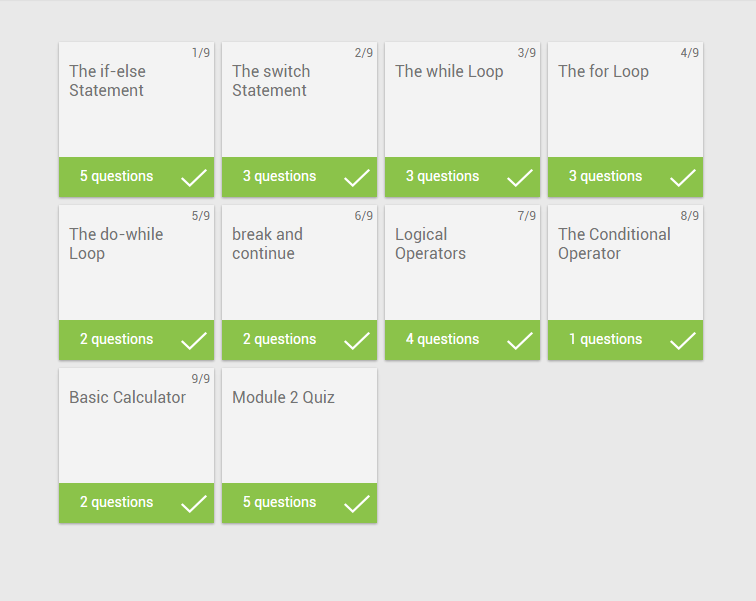 1/9
The if-else
Statement
5 questions
2/9
The switch
Statement
3 questions
3/9
The while Loop
3 questions
4/9
The for Loop
3 questions
5/9
The do-while
Loop
2 questions
6/9
break and
continue
2 questions
7/9
Logical
Operators
4 questions
8/9
The Conditional
Operator
1 questions
9/9
Basic Calculator
2 questions
Module 2 Quiz
5 questions